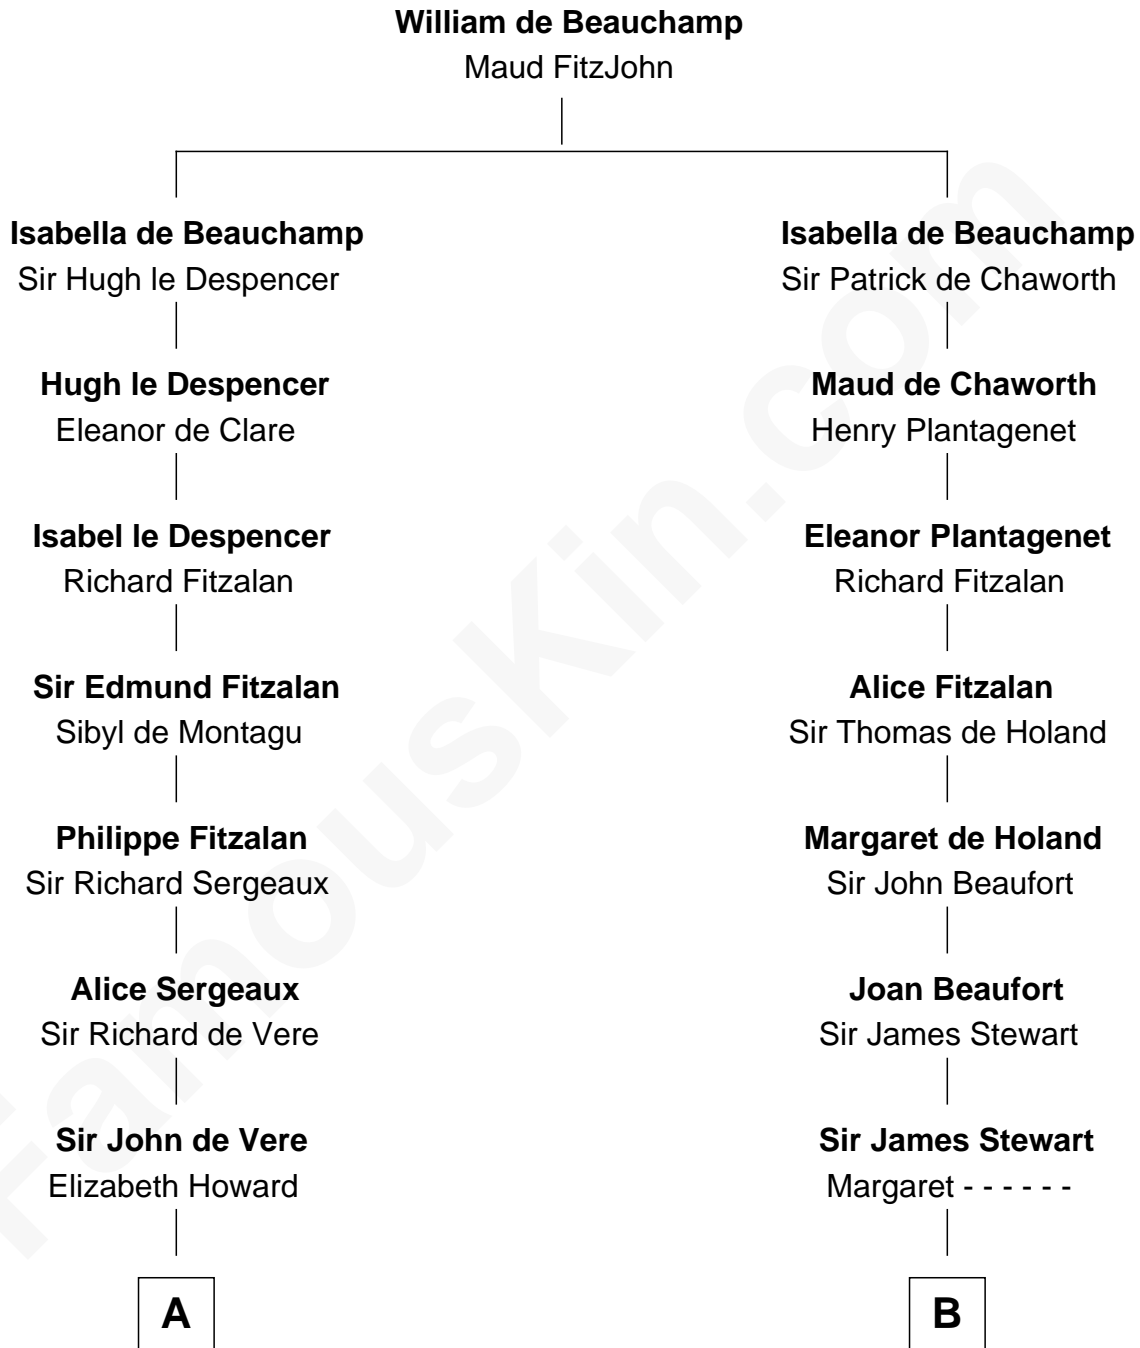 William de Beauchamp
Maud FitzJohn
Isabella de Beauchamp
Sir Hugh le Despencer
Isabella de Beauchamp
Sir Patrick de Chaworth
Hugh le Despencer
Eleanor de Clare
Maud de Chaworth
Henry Plantagenet
Isabel le Despencer
Richard Fitzalan
Eleanor Plantagenet
Richard Fitzalan
Sir Edmund Fitzalan
Sibyl de Montagu
Alice Fitzalan
Sir Thomas de Holand
Philippe Fitzalan
Sir Richard Sergeaux
Margaret de Holand
Sir John Beaufort
Alice Sergeaux
Sir Richard de Vere
Joan Beaufort
Sir James Stewart
Sir John de Vere
Elizabeth Howard
Sir James Stewart
Margaret - - - - - -
A
B
FamousKin.com